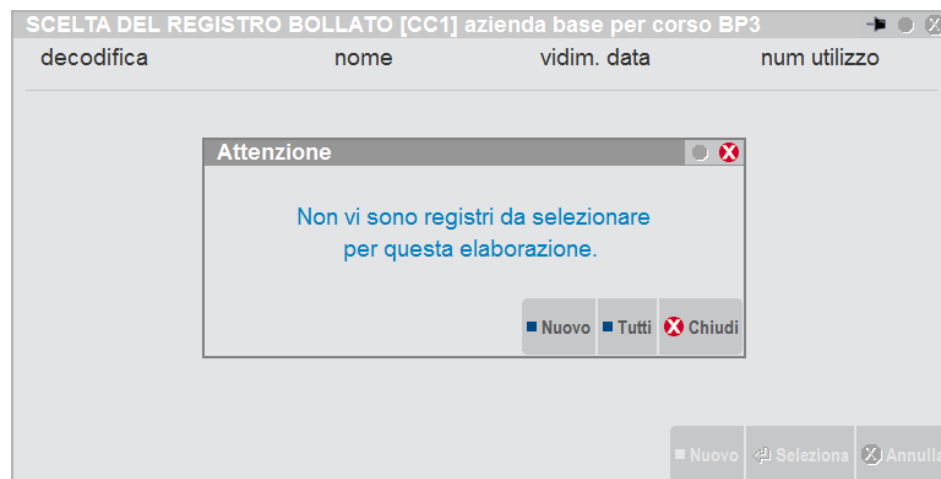 SCELTA DEL REGISTRO BOLLATO [CC1] azienda base per corso BP3
decodifica nome vidim. data num utilizzo
Attenzione
Non vi sono registri da selezionare
per questa elaborazione.
Nuovo Tutti Chiudi
Nuovo Seleziona Annulla